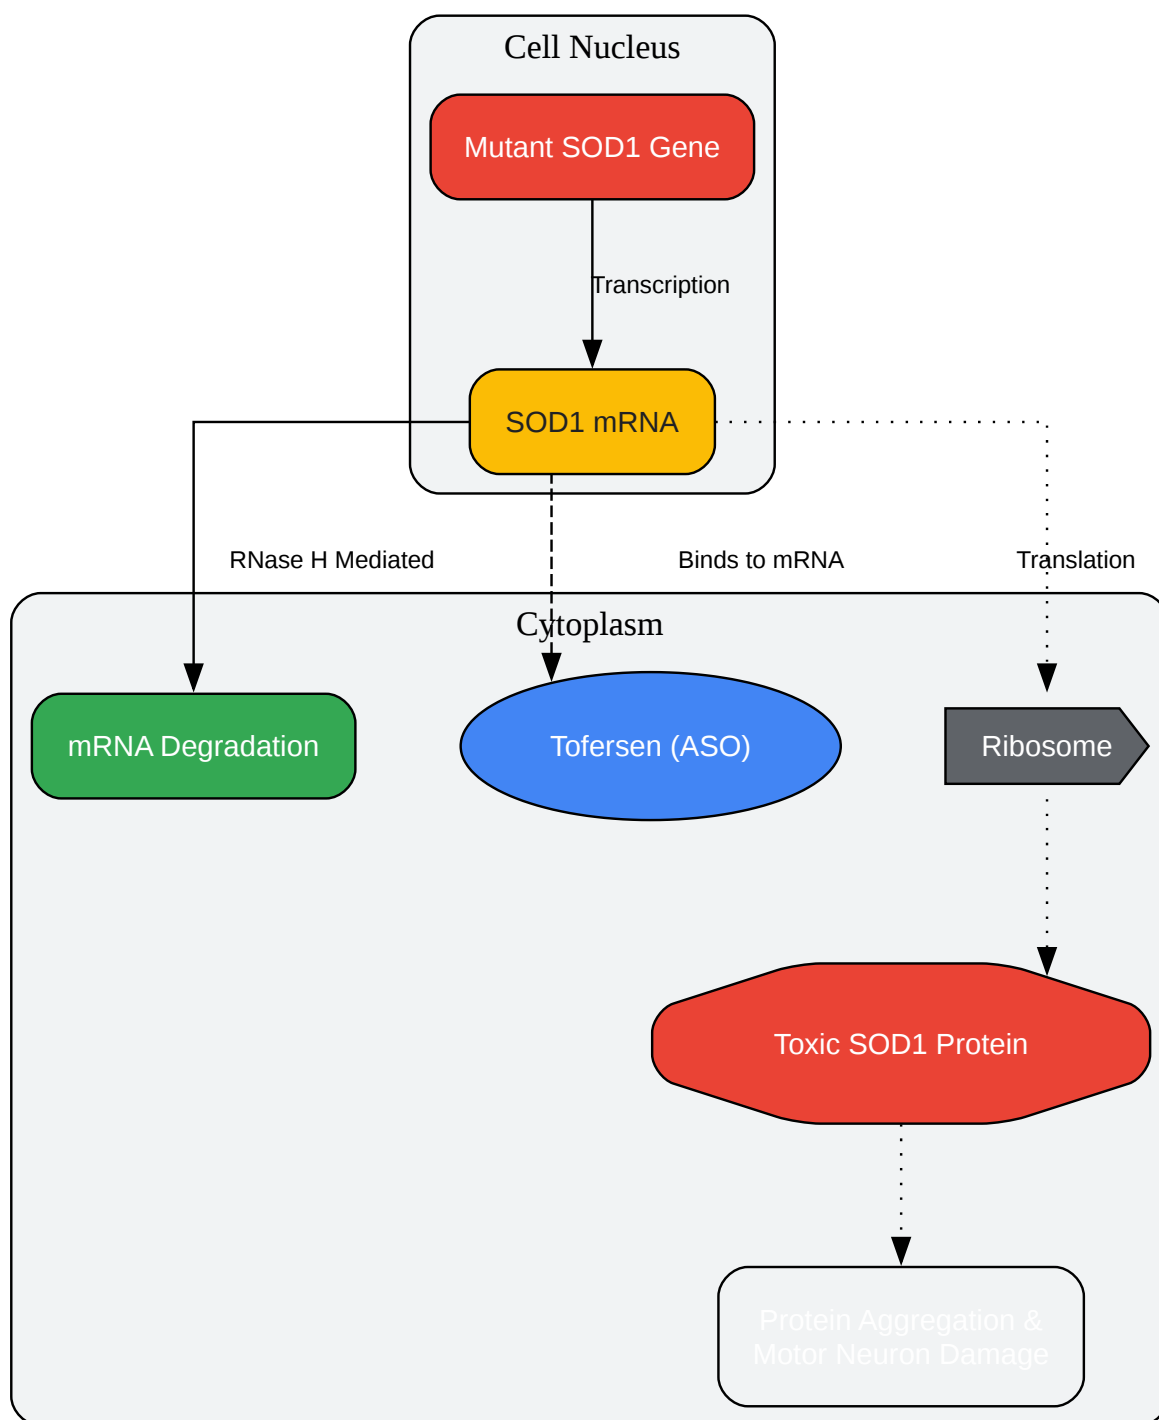 Cell Nucleus
Mutant SOD1 Gene
Transcription
SOD1 mRNA
RNase H Mediated
Binds to mRNA
Translation
Cytoplasm
mRNA Degradation
Tofersen (ASO)
Ribosome
Toxic SOD1 Protein
Protein Aggregation &
Motor Neuron Damage